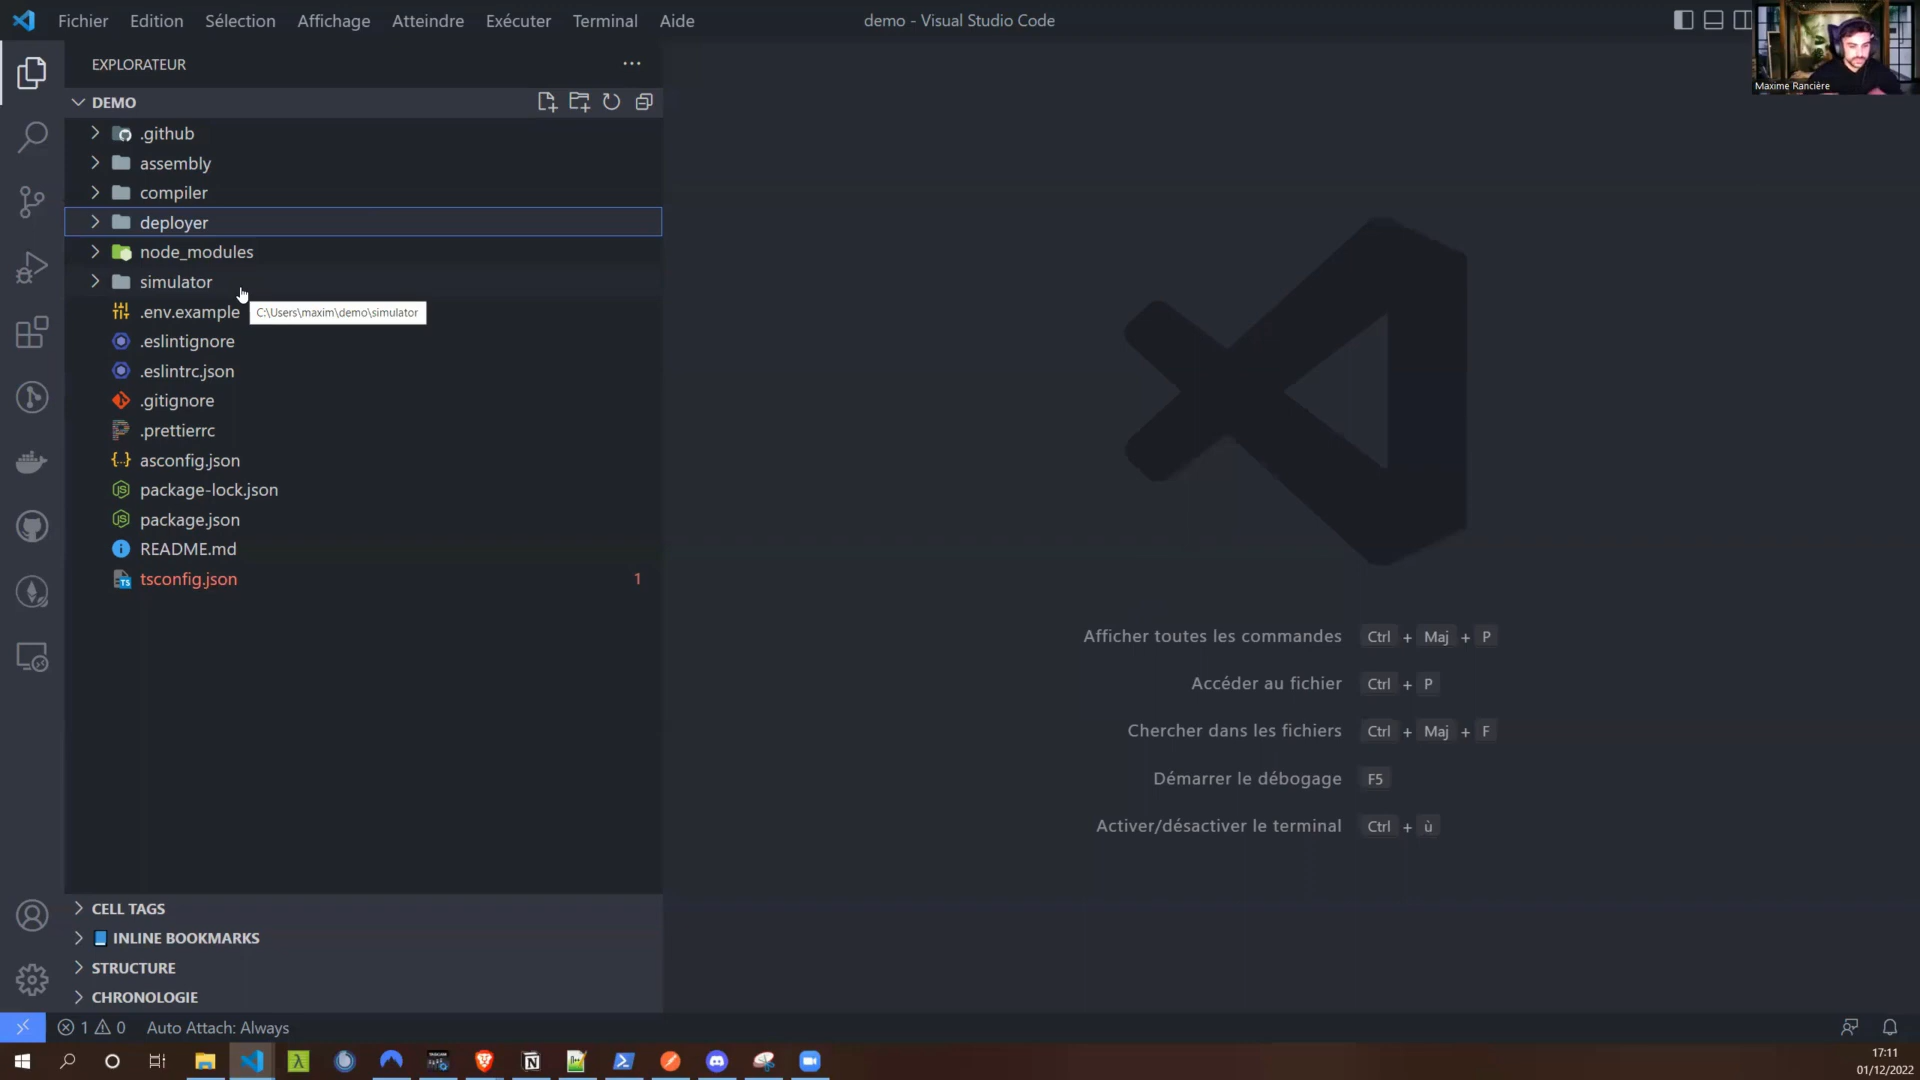 Fichier Edition Sélection Affichage Atteindre Exécuter Terminal Aide
demo - Visual Studio Code
Maxime Rancière
EXPLORATEUR
DEMO
.github
assembly
compiler
deployer
node_modules
simulator
.env.example
C:\Users\maxim\demo\simulator
.eslintignore
.eslintrc.json
.gitignore
.prettierrc
asconfig.json
package-lock.json
package.json
README.md
tsconfig.json 1
Afficher toutes les commandes Ctrl + Maj + P
Accéder au fichier Ctrl + P
Chercher dans les fichiers Ctrl + Maj + F
Démarrer le débogage F5
Activer/désactiver le terminal Ctrl + ù
CELL TAGS
INLINE BOOKMARKS
STRUCTURE
CHRONOLOGIE
1 0 Auto Attach: Always
17:11
01/12/2022